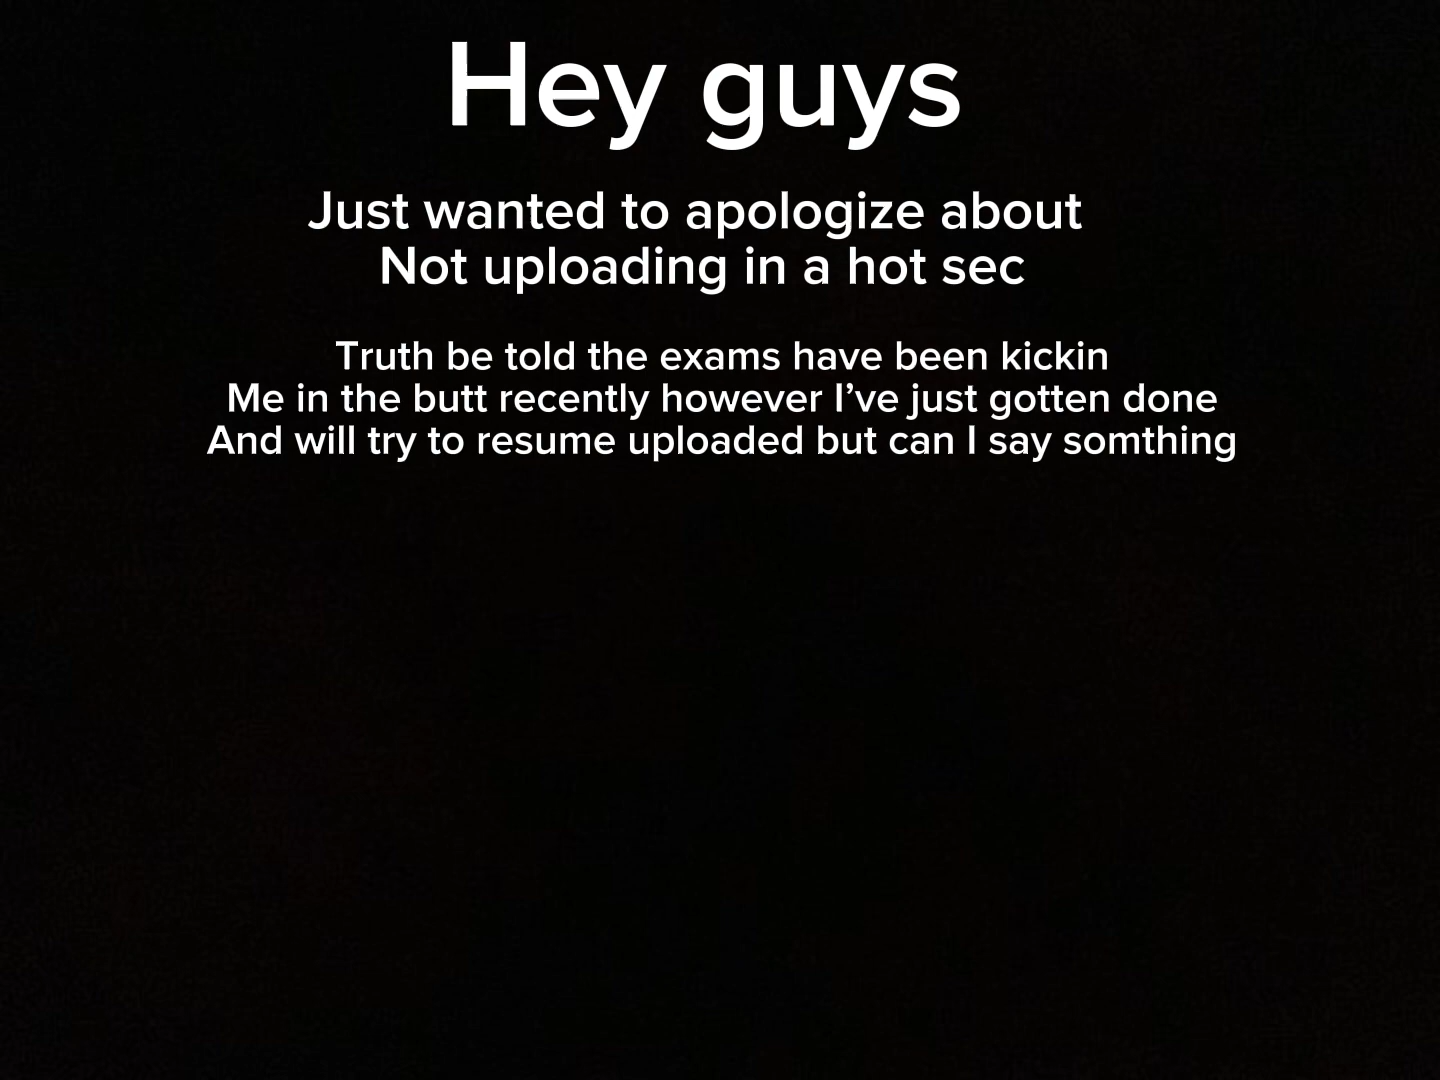 Hey guys
Just wanted to apologize about
Not uploading in a hot sec
Truth be told the exams have been kickin
Me in the butt recently however I’ve just gotten done
And will try to resume uploaded but can I say somthing